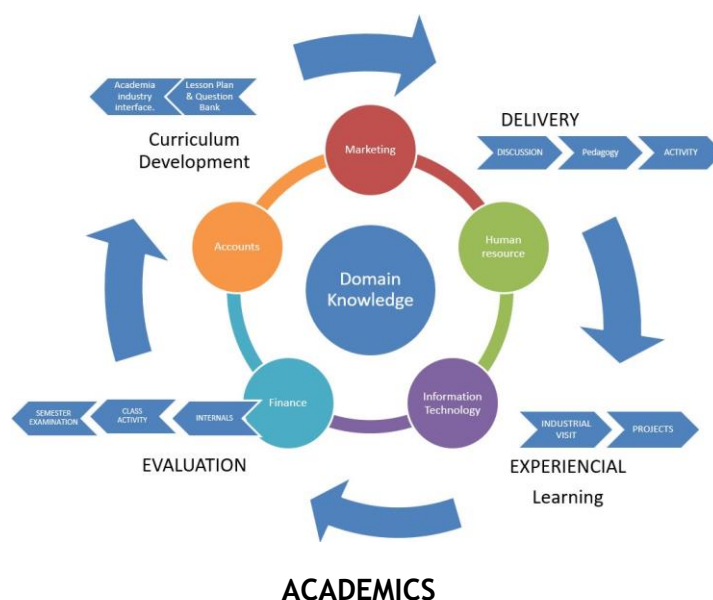 Academia
industry
interface.
Lesson Plan
& Question
Bank
Curriculum
Development
Marketing
DELIVERY
DISCUSSION
Pedagogy
ACTIVITY
Accounts
Human
resource
Domain
Knowledge
Finance
Information
Technology
SEMESTER
EXAMINATION
CLASS
ACTIVITY
INTERNALS
EVALUATION
INDUSTRIAL
VISIT
PROJECTS
EXPERIENCIAL
Learning
ACADEMICS